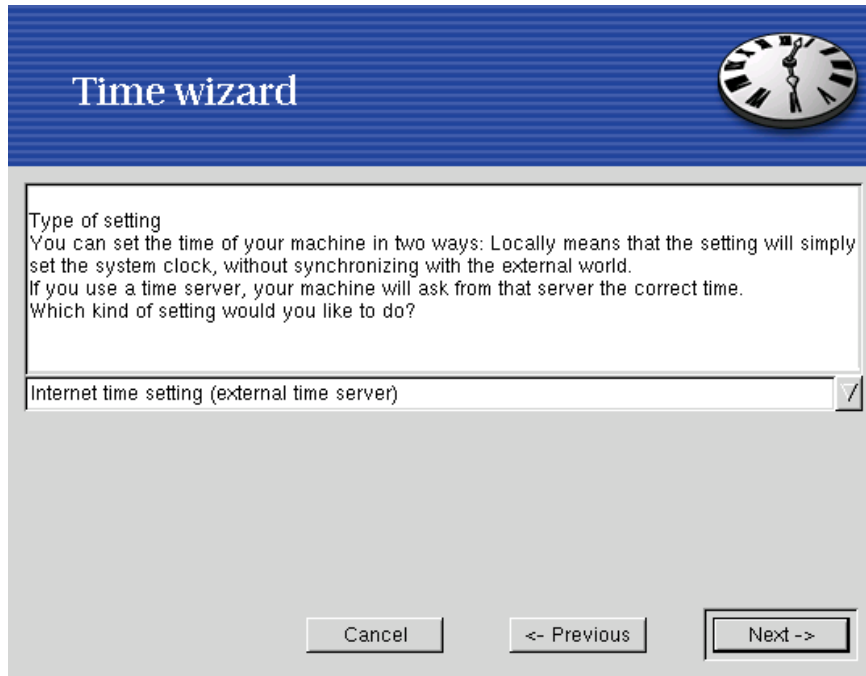 Time wizard
Type of setting
You can set the time of your machine in two ways: Locally means that the setting will simply
set the system clock, without synchronizing with the external world.
If you use a time server, your machine will ask from that server the correct time.
Which kind of setting would you like to do?
Internet time setting (external time server)
Cancel
<- Previous
Next ->